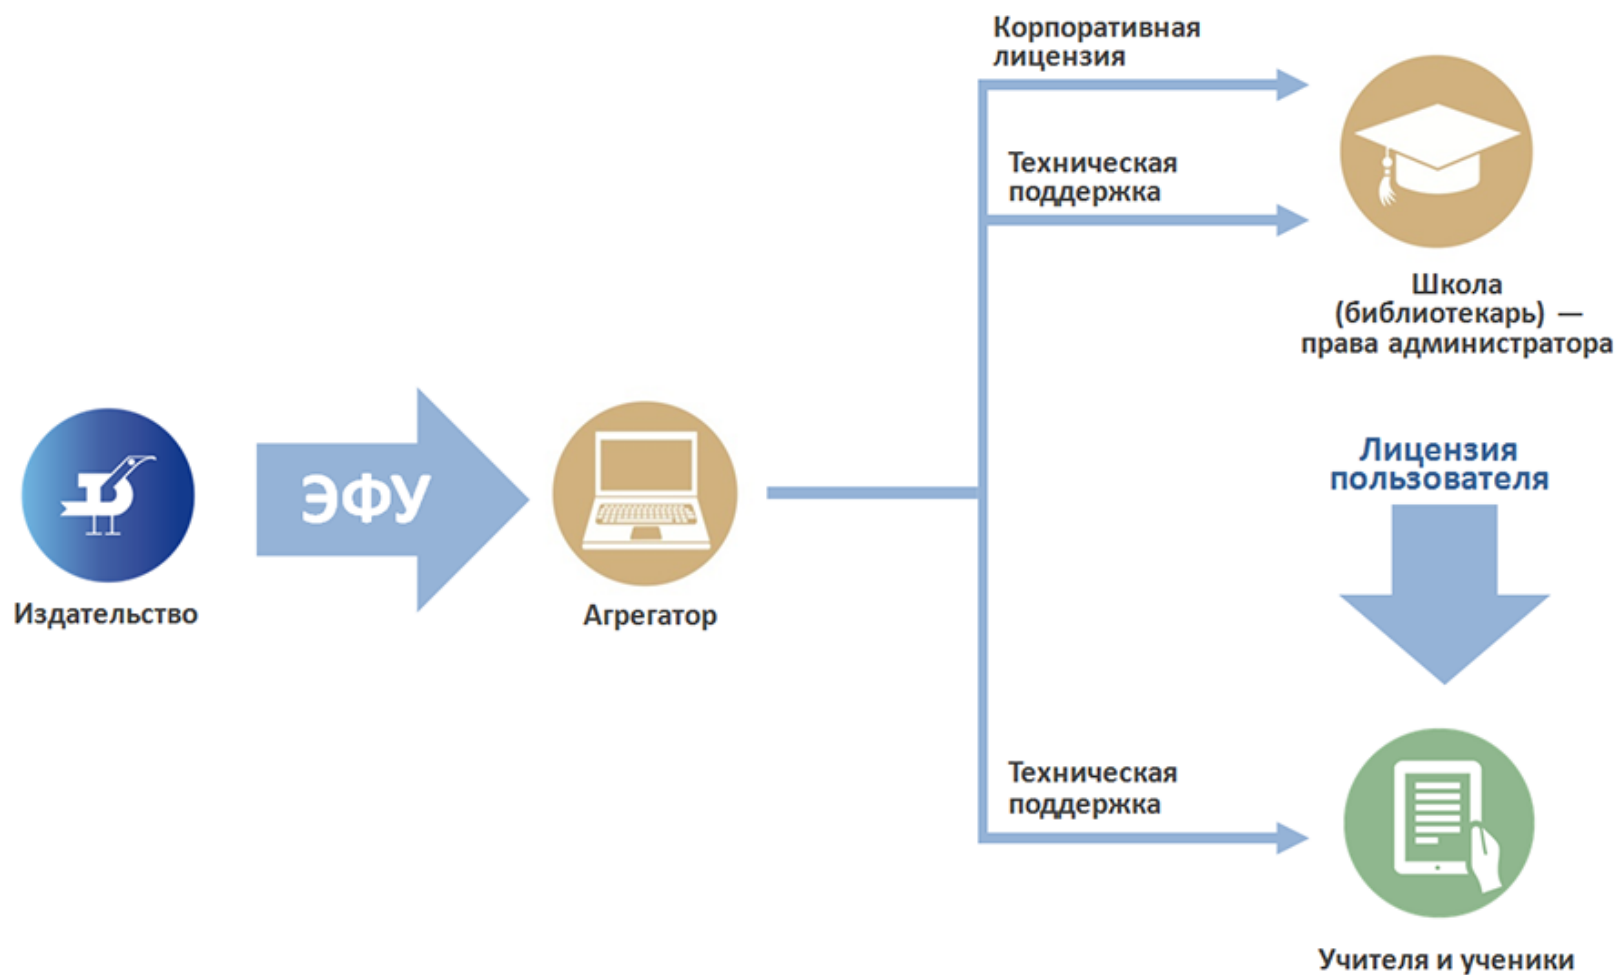 Корпоративная
лицензия
Техническая
поддержка
Школа
(библиотекарь) —
права администратора
ЭФУ
Издательство
Агрегатор
Лицензия
пользователя
Техническая
поддержка
Учителя и ученики